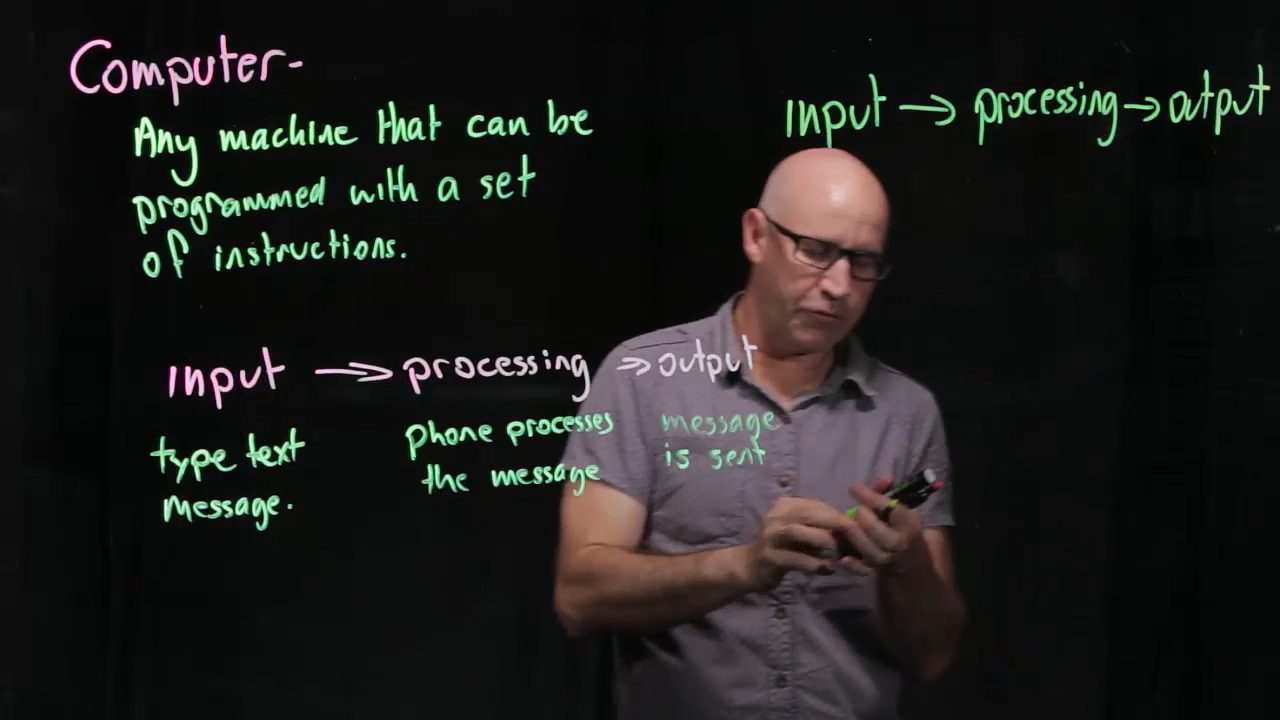 Computer-
Any machine that can be
programmed with a set
of instructions.
input → processing → output
input → processing → output
type text
message.
Phone processes
the message
message
is sent